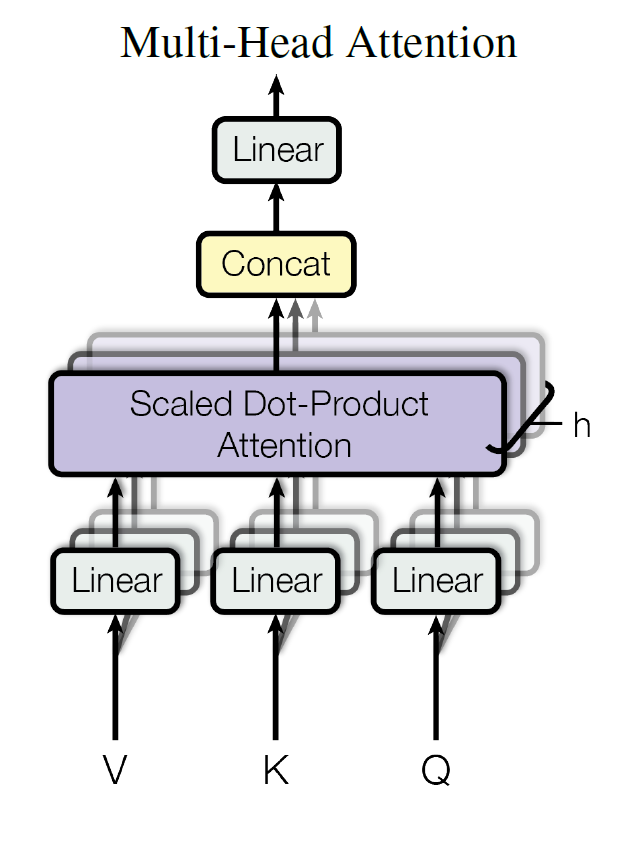 Multi-Head Attention
Linear
Concat
Scaled Dot-Product
Attention
h
Linear
Linear
Linear
V
K
Q